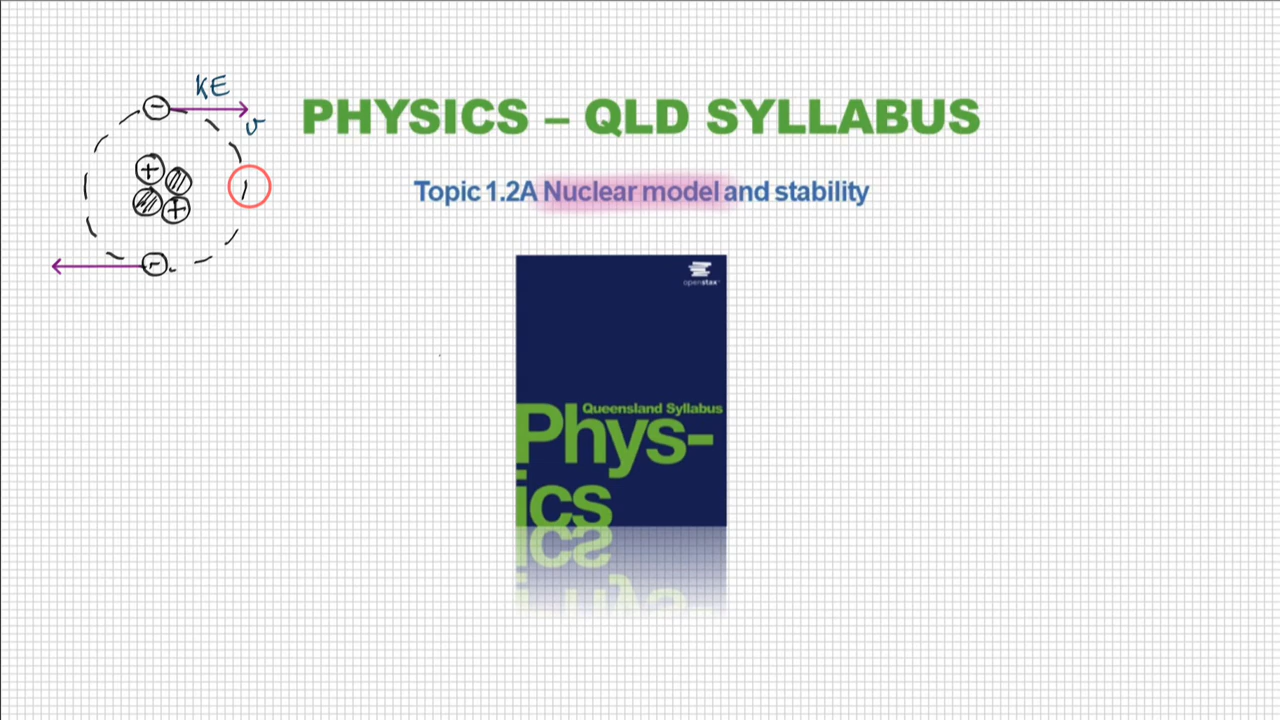 KE
v
PHYSICS – QLD SYLLABUS
Topic 1.2A Nuclear model and stability
openstax
Queensland Syllabus
Phys-
ics